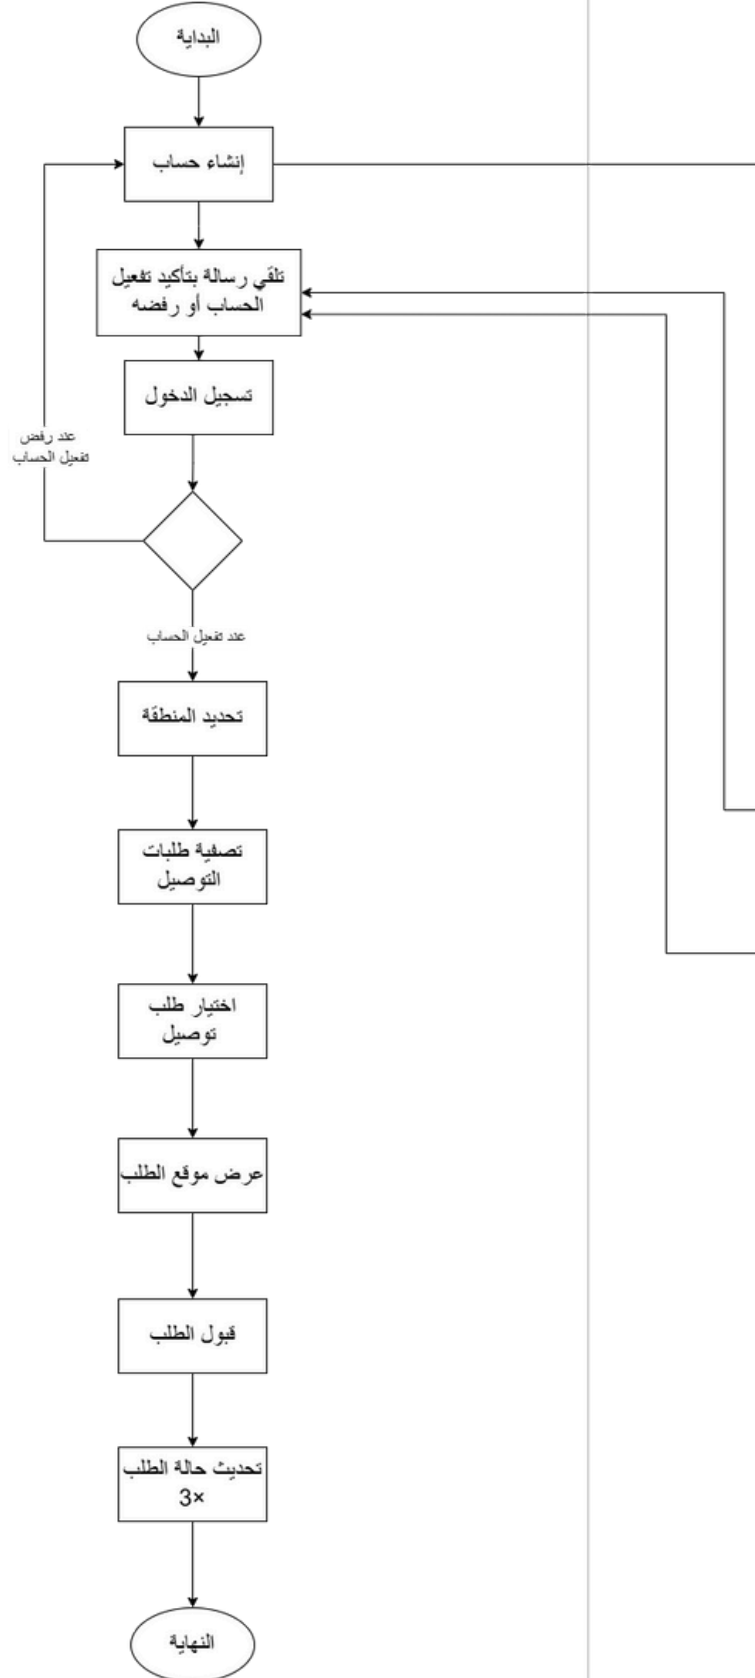 البداية
إنشاء حساب
تلقّي رسالة بتأكيد تفعيل
الحساب أو رفضه
تسجيل الدخول
عند رفض
تفعيل الحساب
عند تفعيل الحساب
تحديد المنطقة
تصفية طلبات
التوصيل
اختيار طلب
توصيل
عرض موقع الطلب
قبول الطلب
تحديث حالة الطلب
3×
النهاية